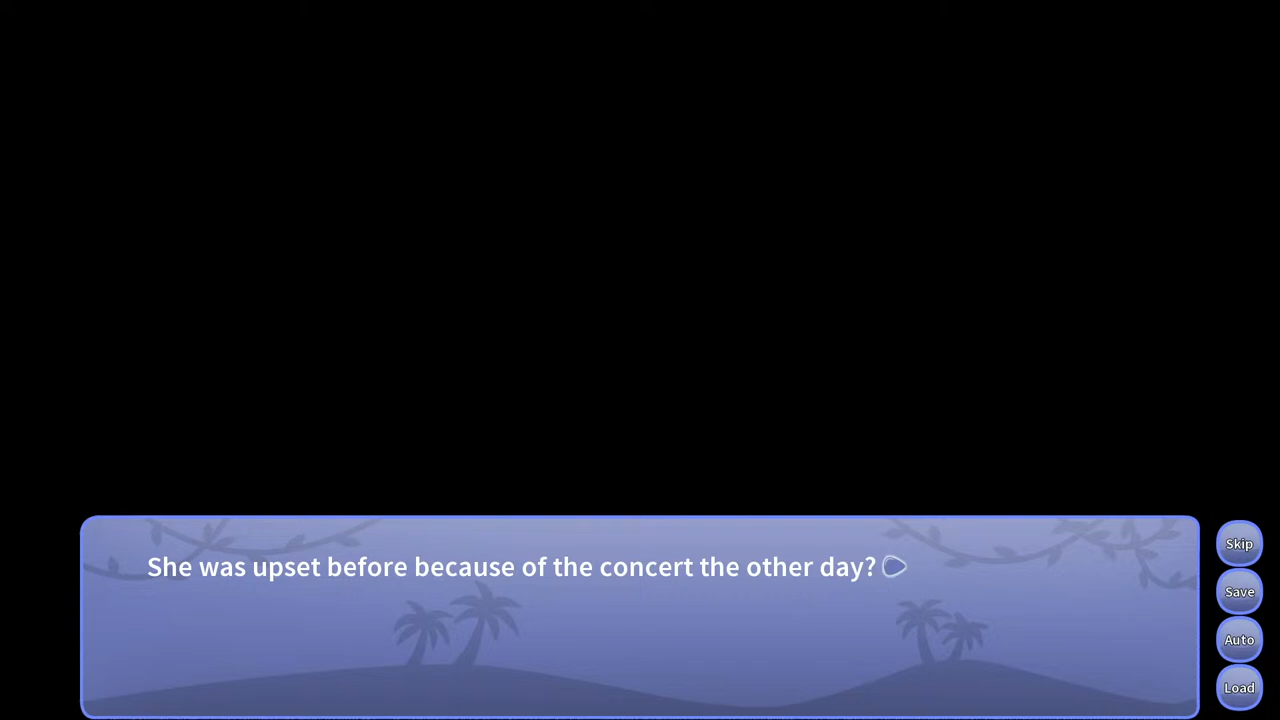 She was upset before because of the concert the other day?
Skip
Save
Auto
Load